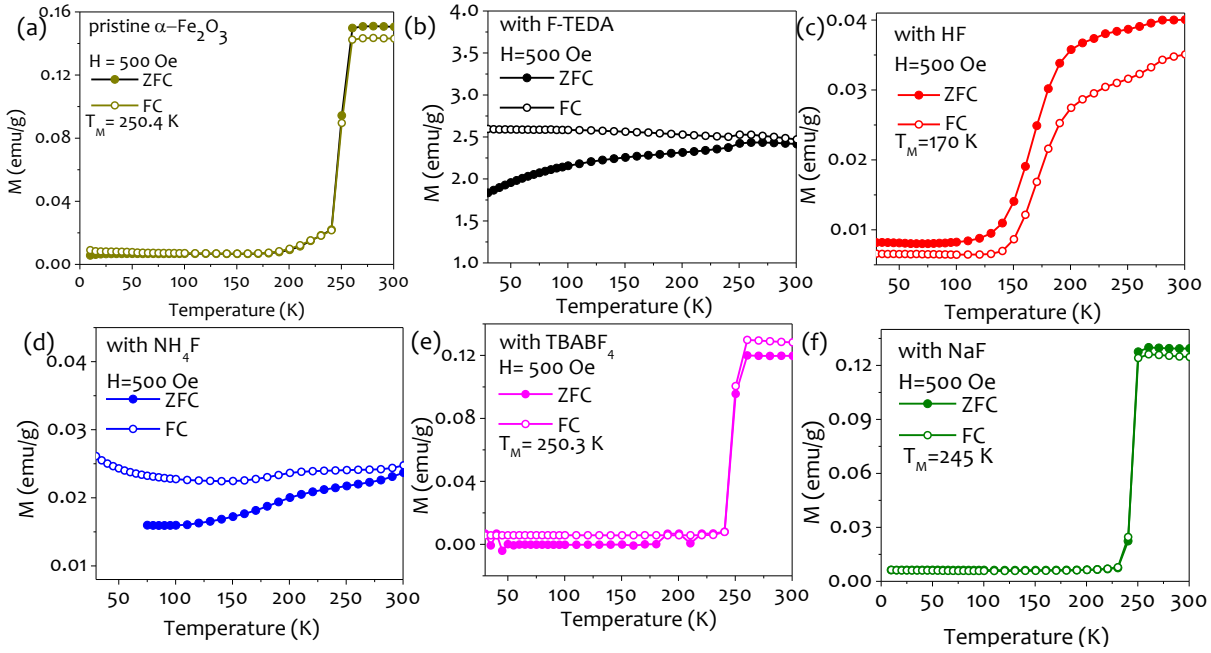 (a)
pristine α–Fe₂O₃
H = 500 Oe
ZFC
FC
T_M= 250.4 K
M (emu/g)
0.16
0.12
0.08
0.04
0.00
0 50 100 150 200 250 300
Temperature (K)
(b)
with F-TEDA
H=500 Oe
ZFC
FC
M (emu/g)
4.0
3.5
3.0
2.5
2.0
1.5
1.0
50 100 150 200 250 300
Temperature (K)
(c)
with HF
H=500 Oe
ZFC
FC
T_M=170 K
M (emu/g)
0.04
0.03
0.02
0.01
50 100 150 200 250 300
Temperature (K)
(d)
with NH₄F
H=500 Oe
ZFC
FC
M (emu/g)
0.04
0.03
0.02
0.01
50 100 150 200 250 300
Temperature (K)
(e)
with TBABF₄
H= 500 Oe
ZFC
FC
T_M= 250.3 K
M (emu/g)
0.12
0.08
0.04
0.00
50 100 150 200 250 300
Temperature (K)
(f)
with NaF
H=500 Oe
ZFC
FC
T_M=245 K
M (emu/g)
0.12
0.09
0.06
0.03
0.00
0 50 100 150 200 250 300
Temperature (K)